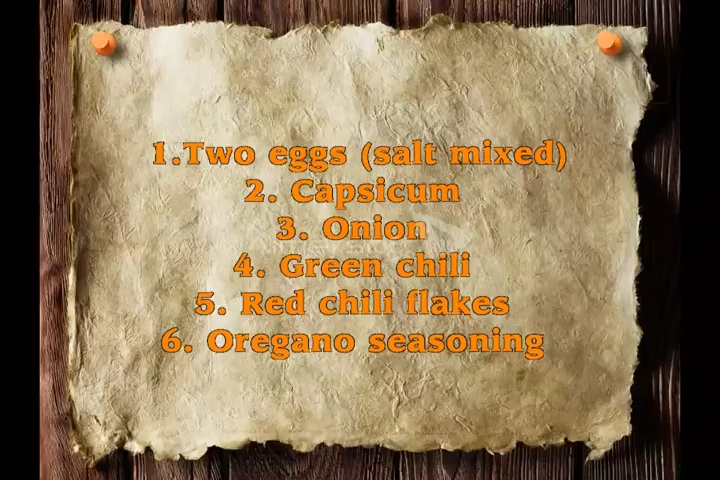 1.Two eggs (salt mixed)
2. Capsicum
3. Onion
4. Green chili
5. Red chili flakes
6. Oregano seasoning